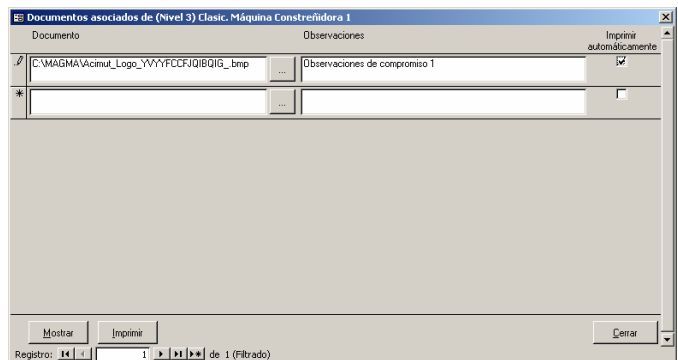 Documentos asociados de (Nivel 3) Clasic. Máquina Constreñidora 1
Documento Observaciones Imprimir automáticamente
C:\MAGMA\Acimut_Logo_YVYYFCCFJQIBQIG_.bmp ... Observaciones de compromiso 1
...
Mostrar Imprimir Cerrar
Registro: 1 de 1 (Filtrado)